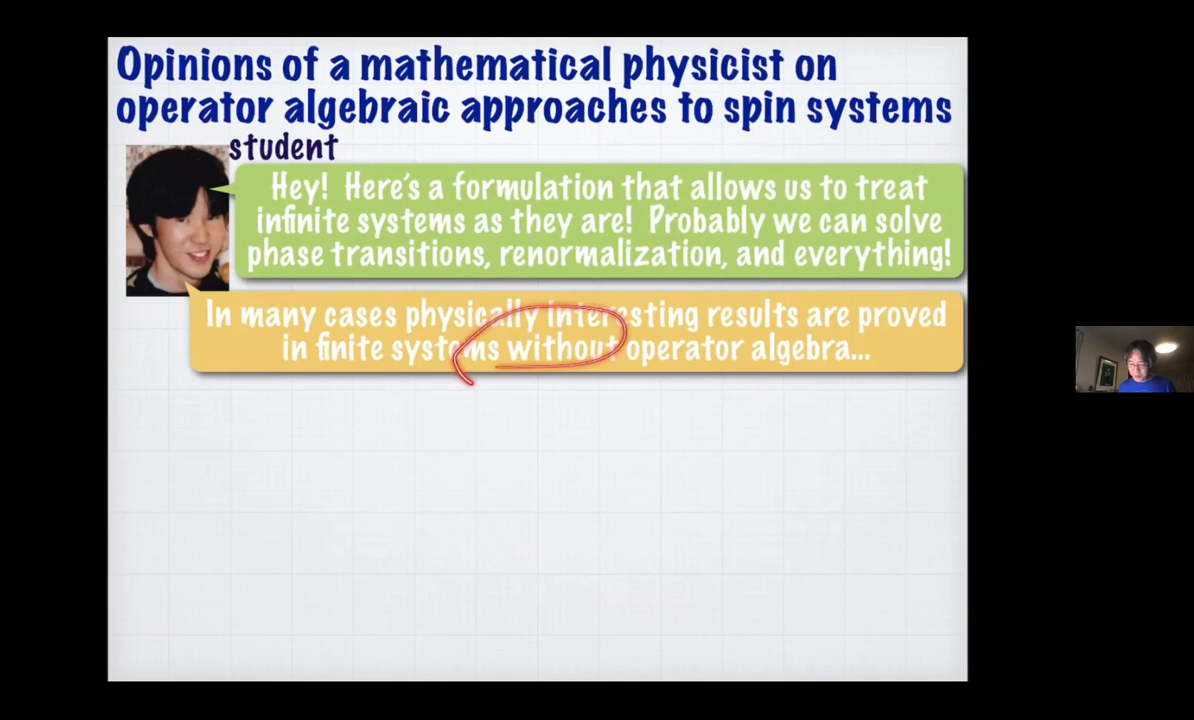 Opinions of a mathematical physicist on
operator algebraic approaches to spin systems
student
Hey! Here's a formulation that allows us to treat
infinite systems as they are! Probably we can solve
phase transitions, renormalization, and everything!
In many cases physically interesting results are proved
in finite systems without operator algebra...